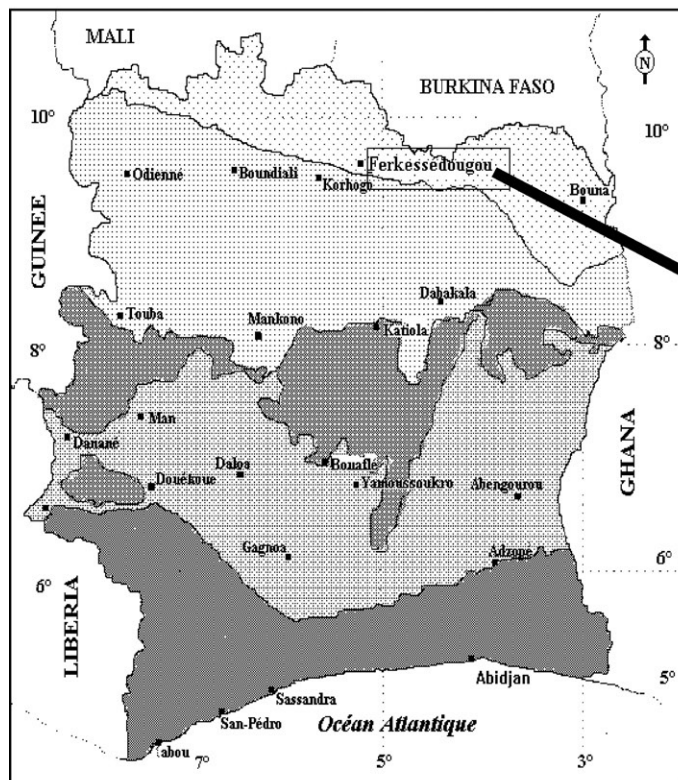 MALI
N
BURKINA FASO
10°
10°
Ferkessédougou
Odienné
Boundiali
Korhogo
Bouna
GUINEE
Dabakala
Touba
Mankono
Katiola
8°
8°
Man
Danané
Daloa
Bouaflé
Douékoue
Yamoussoukro
Abengourou
GHANA
Gagnoa
Adzopé
6°
6°
LIBERIA
Abidjan
5°
Sassandra
San-Pédro
Océan Atlantique
abou
7°
5°
3°